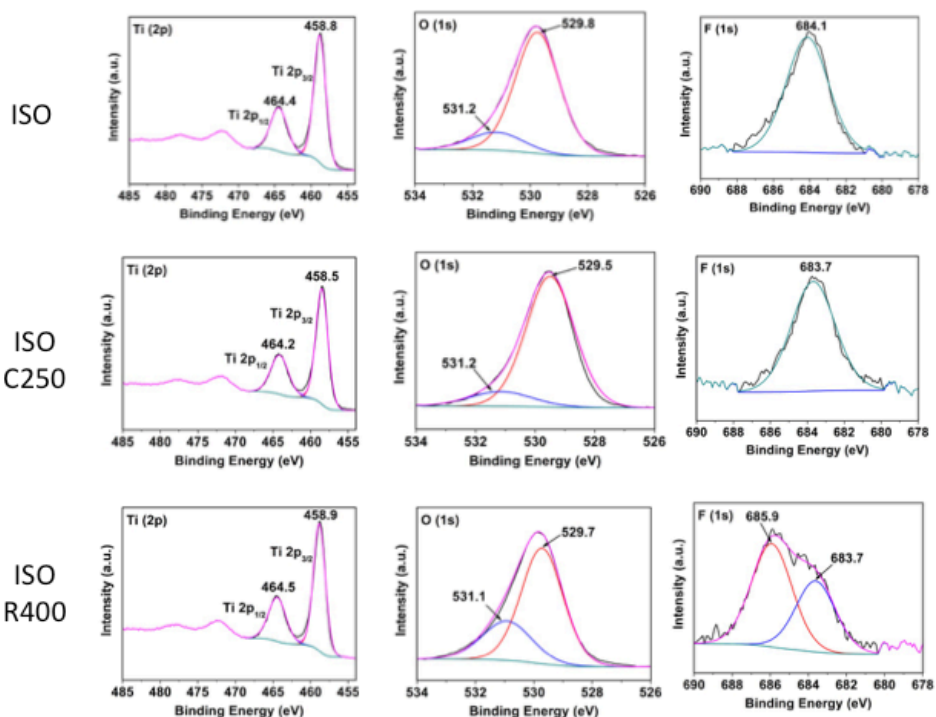 ISO
Ti (2p)
458.8
Ti 2p3/2
464.4
Ti 2p1/2
Intensity (a.u.)
485 480 475 470 465 460 455
Binding Energy (eV)
O (1s)
529.8
531.2
Intensity (a.u.)
534 532 530 528 526
Binding Energy (eV)
F (1s)
684.1
Intensity (a.u.)
690 688 686 684 682 680 678
Binding Energy (eV)
ISO
C250
Ti (2p)
458.5
Ti 2p3/2
464.2
Ti 2p1/2
Intensity (a.u.)
485 480 475 470 465 460 455
Binding Energy (eV)
O (1s)
529.5
531.2
Intensity (a.u.)
534 532 530 528 526
Binding Energy (eV)
F (1s)
683.7
Intensity (a.u.)
690 688 686 684 682 680 678
Binding Energy (eV)
ISO
R400
Ti (2p)
458.9
Ti 2p3/2
464.5
Ti 2p1/2
Intensity (a.u.)
485 480 475 470 465 460 455
Binding Energy (eV)
O (1s)
529.7
531.1
Intensity (a.u.)
534 532 530 528 526
Binding Energy (eV)
F (1s)
685.9
683.7
Intensity (a.u.)
690 688 686 684 682 680 678
Binding Energy (eV)